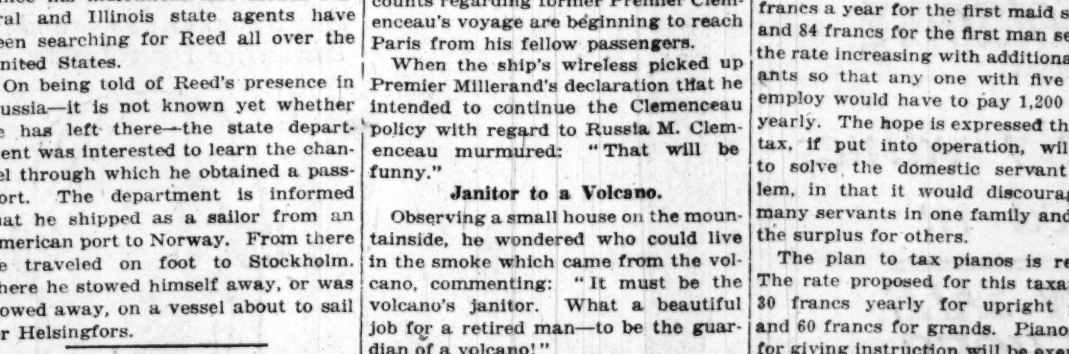 ral and Illinois state agents have
een searching for Reed all over the
nited States.
On being told of Reed's presence in
ussia—it is not known yet whether
e has left there—the state depart-
ent was interested to learn the chan-
el through which he obtained a pass-
ort. The department is informed
at he shipped as a sailor from an
merican port to Norway. From there
e traveled on foot to Stockholm.
here he stowed himself away, or was
owed away, on a vessel about to sail
r Helsingfors.
counts regarding former Premier Clem-
enceau's voyage are beginning to reach
Paris from his fellow passengers.
When the ship's wireless picked up
Premier Millerand's declaration that he
intended to continue the Clemenceau
policy with regard to Russia M. Clem-
enceau murmured: "That will be
funny."
Janitor to a Volcano.
Observing a small house on the moun-
tainside, he wondered who could live
in the smoke which came from the vol-
cano, commenting: "It must be the
volcano's janitor. What a beautiful
job for a retired man—to be the guar-
dian of a volcano!"
francs a year for the first maid s
and 84 francs for the first man se
the rate increasing with additiona
ants so that any one with five
employ would have to pay 1,200
yearly. The hope is expressed th
tax, if put into operation, wil
to solve the domestic servant
lem, in that it would discourag
many servants in one family and
the surplus for others.
The plan to tax pianos is re
The rate proposed for this taxa
30 francs yearly for upright
and 60 francs for grands. Piano
for giving instruction will be exe